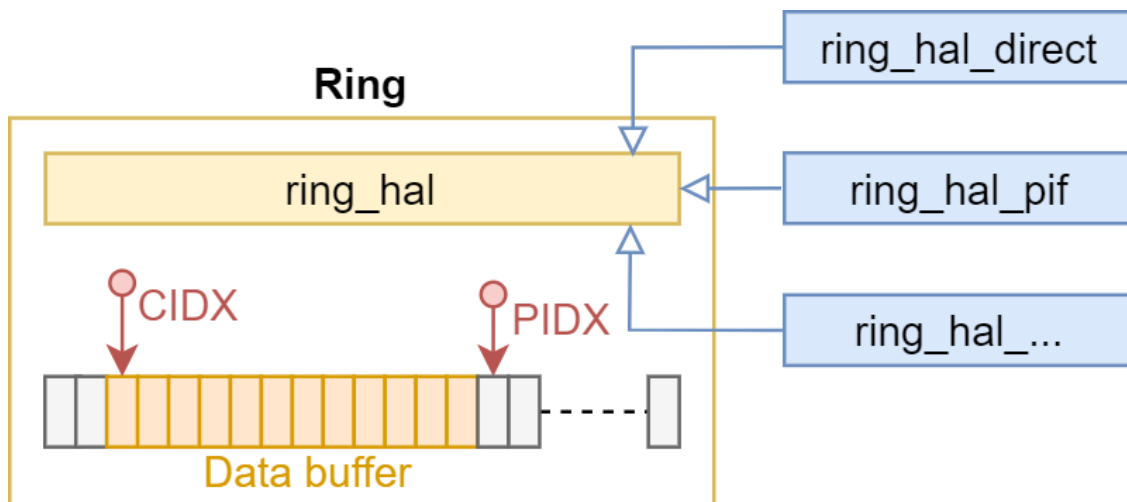 ring_hal_direct
Ring
ring_hal
ring_hal_pif
CIDX
PIDX
ring_hal_...
Data buffer